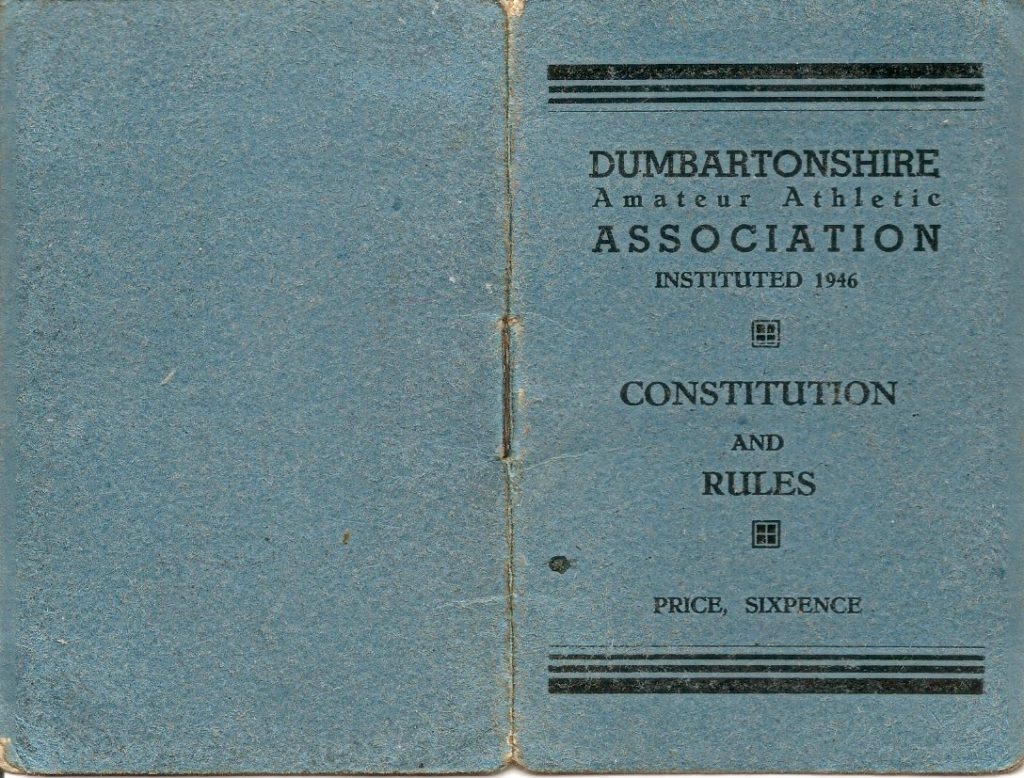 DUMBARTONSHIRE
Amateur Athletic
ASSOCIATION
INSTITUTED 1946
CONSTITUTION
AND
RULES
PRICE, SIXPENCE